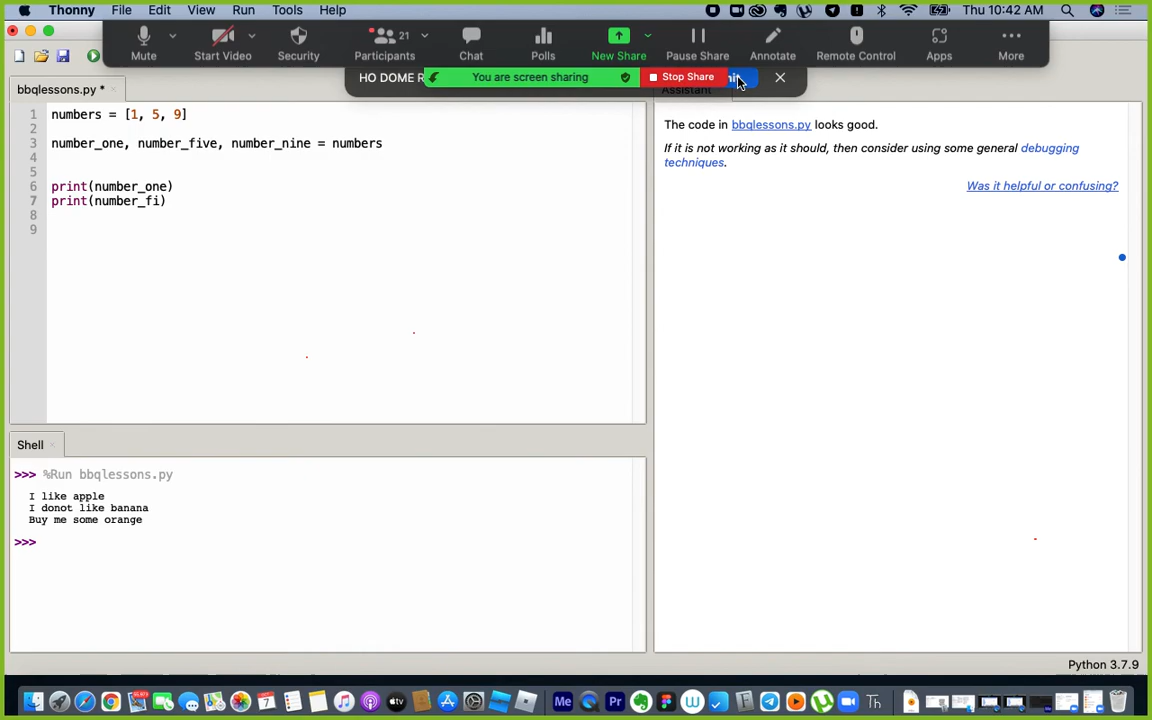 Thonny File Edit View Run Tools Help
Thu 10:42 AM
21
Mute Start Video Security Participants Chat Polls New Share Pause Share Annotate Remote Control Apps More
HO DOME R
You are screen sharing
Stop Share
bbqlessons.py *
Assistant
1 numbers = [1, 5, 9]
2
3 number_one, number_five, number_nine = numbers
4
5
6 print(number_one)
7 print(number_fi)
8
9
The code in bbqlessons.py looks good.
If it is not working as it should, then consider using some general debugging
techniques.
Was it helpful or confusing?
Shell
>>> %Run bbqlessons.py
I like apple
I donot like banana
Buy me some orange
>>>
Python 3.7.9